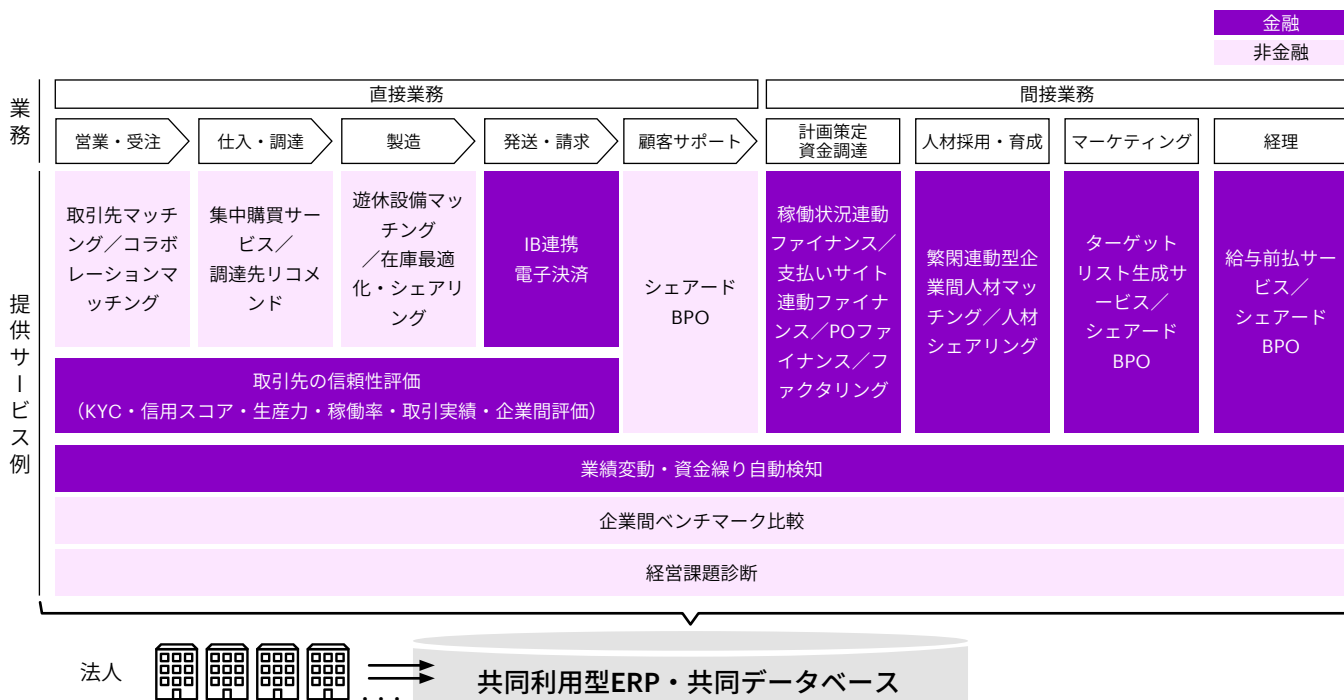 金融
非金融
業務
直接業務
間接業務
営業・受注
仕入・調達
製造
発送・請求
顧客サポート
計画策定
資金調達
人材採用・育成
マーケティング
経理
提供サービス例
取引先マッチ
ング／コラボ
レーションマ
ッチング
集中購買サー
ビス／
調達先リコメ
ンド
遊休設備マッ
チング
／在庫最適
化・シェアリ
ング
IB連携
電子決済
シェアード
BPO
稼働状況連動
ファイナンス／
支払いサイト
連動ファイナ
ンス／POファ
イナンス／フ
ァクタリング
繁閑連動型企
業間人材マッ
チング／人材
シェアリング
ターゲット
リスト生成サ
ービス／
シェアード
BPO
給与前払サー
ビス／
シェアード
BPO
取引先の信頼性評価
（KYC・信用スコア・生産力・稼働率・取引実績・企業間評価）
業績変動・資金繰り自動検知
企業間ベンチマーク比較
経営課題診断
法人
...
共同利用型ERP・共同データベース